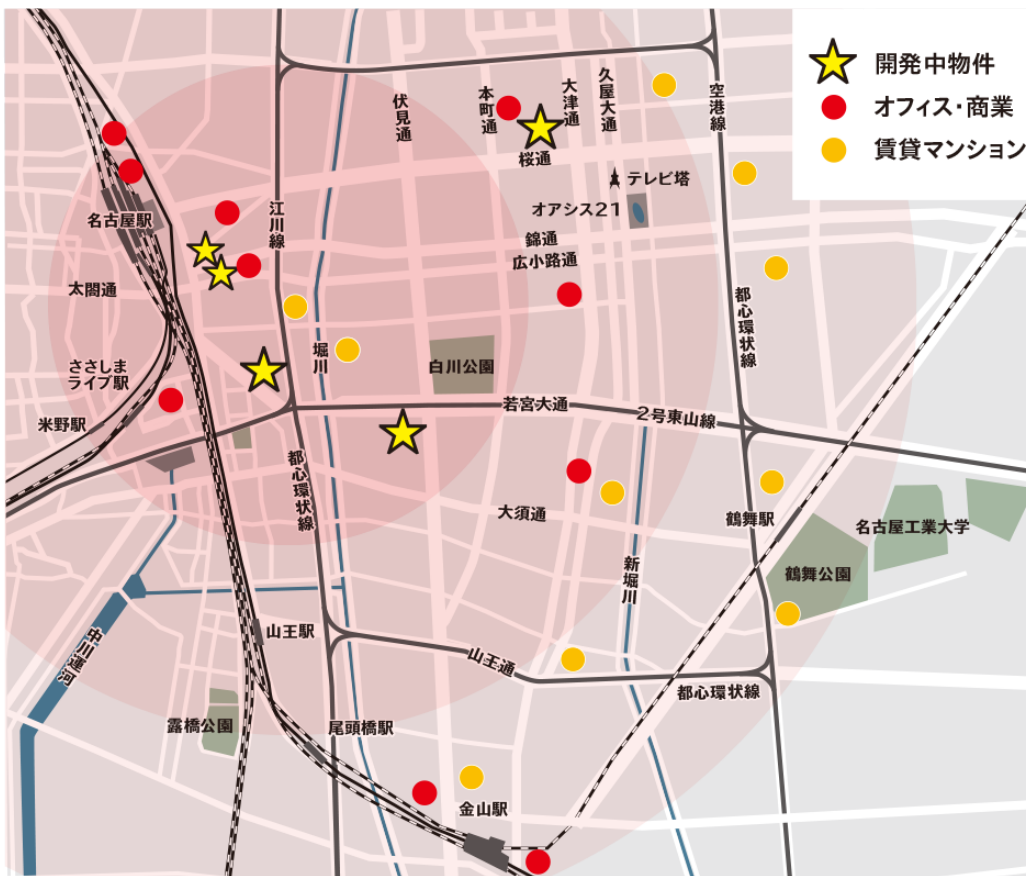 開発中物件
オフィス・商業
賃貸マンション
伏見通
本町通
大津通
久屋大通
空港線
桜通
テレビ塔
オアシス21
名古屋駅
江川線
錦通
広小路通
太閤通
都心環状線
堀川
白川公園
ささしま
ライブ駅
米野駅
若宮大通
2号東山線
都心環状線
大須通
鶴舞駅
名古屋工業大学
新堀川
鶴舞公園
中川運河
山王駅
山王通
都心環状線
露橋公園
尾頭橋駅
金山駅